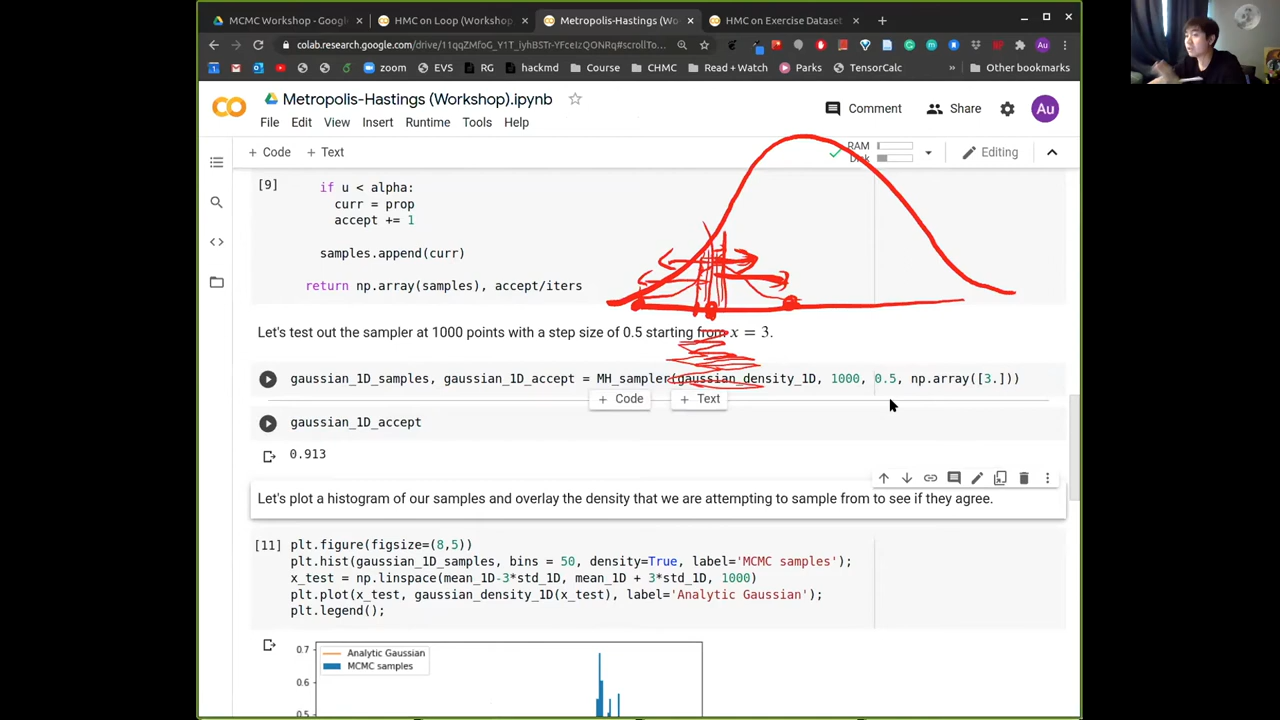 MCMC Workshop - Googl
HMC on Loop (Workshop
Metropolis-Hastings (Wo
HMC on Exercise Dataset
colab.research.google.com/drive/11qqZMfoG_Y1T_iyhBSTr-YFceIzQONRq#scrollTo...
zoom
EVS
RG
hackmd
Course
CHMC
Read + Watch
Parks
TensorCalc
Other bookmarks
Metropolis-Hastings (Workshop).ipynb
Comment
Share
Au
File Edit View Insert Runtime Tools Help
+ Code + Text
RAM
Disk
Editing
[9]
if u < alpha:
curr = prop
accept += 1
samples.append(curr)
return np.array(samples), accept/iters
Let's test out the sampler at 1000 points with a step size of 0.5 starting from x = 3.
gaussian_1D_samples, gaussian_1D_accept = MH_sampler(gaussian_density_1D, 1000, 0.5, np.array([3.]))
+ Code + Text
gaussian_1D_accept
0.913
Let's plot a histogram of our samples and overlay the density that we are attempting to sample from to see if they agree.
[11] plt.figure(figsize=(8,5))
plt.hist(gaussian_1D_samples, bins = 50, density=True, label='MCMC samples');
x_test = np.linspace(mean_1D-3*std_1D, mean_1D + 3*std_1D, 1000)
plt.plot(x_test, gaussian_density_1D(x_test), label='Analytic Gaussian');
plt.legend();
0.7
Analytic Gaussian
MCMC samples
0.6
0.5